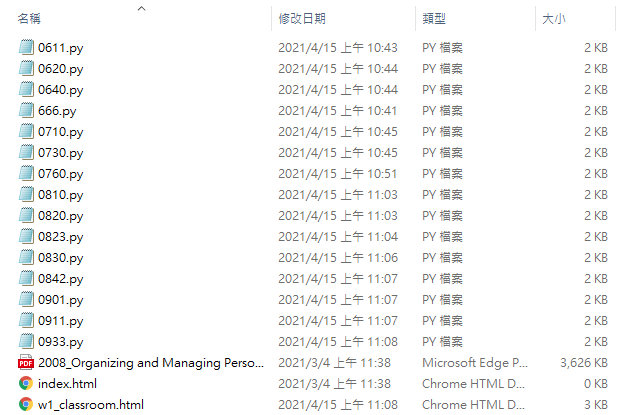 名稱 修改日期 類型 大小
0611.py 2021/4/15 上午 10:43 PY 檔案 2 KB
0620.py 2021/4/15 上午 10:44 PY 檔案 2 KB
0640.py 2021/4/15 上午 10:44 PY 檔案 2 KB
666.py 2021/4/15 上午 10:41 PY 檔案 2 KB
0710.py 2021/4/15 上午 10:45 PY 檔案 2 KB
0730.py 2021/4/15 上午 10:45 PY 檔案 2 KB
0760.py 2021/4/15 上午 10:51 PY 檔案 2 KB
0810.py 2021/4/15 上午 11:03 PY 檔案 2 KB
0820.py 2021/4/15 上午 11:03 PY 檔案 2 KB
0823.py 2021/4/15 上午 11:04 PY 檔案 2 KB
0830.py 2021/4/15 上午 11:06 PY 檔案 2 KB
0842.py 2021/4/15 上午 11:07 PY 檔案 2 KB
0901.py 2021/4/15 上午 11:07 PY 檔案 2 KB
0911.py 2021/4/15 上午 11:07 PY 檔案 2 KB
0933.py 2021/4/15 上午 11:08 PY 檔案 2 KB
PDF 2008_Organizing and Managing Perso... 2021/3/4 上午 11:38 Microsoft Edge P... 3,626 KB
index.html 2021/3/4 上午 11:38 Chrome HTML D... 0 KB
w1_classroom.html 2021/4/15 上午 11:08 Chrome HTML D... 3 KB